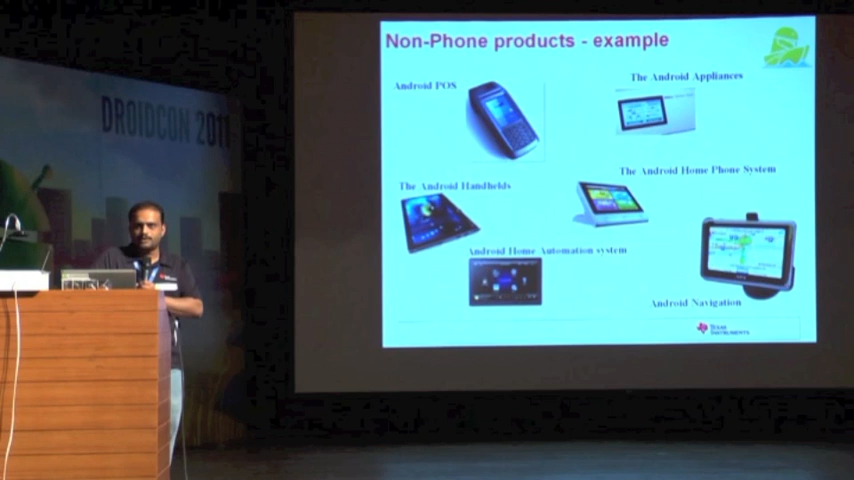 Non-Phone products - example
Android POS
The Android Appliances
The Android Handhelds
The Android Home Phone System
Android Home Automation system
Android Navigation
TEXAS
INSTRUMENTS
DROIDCON 2011